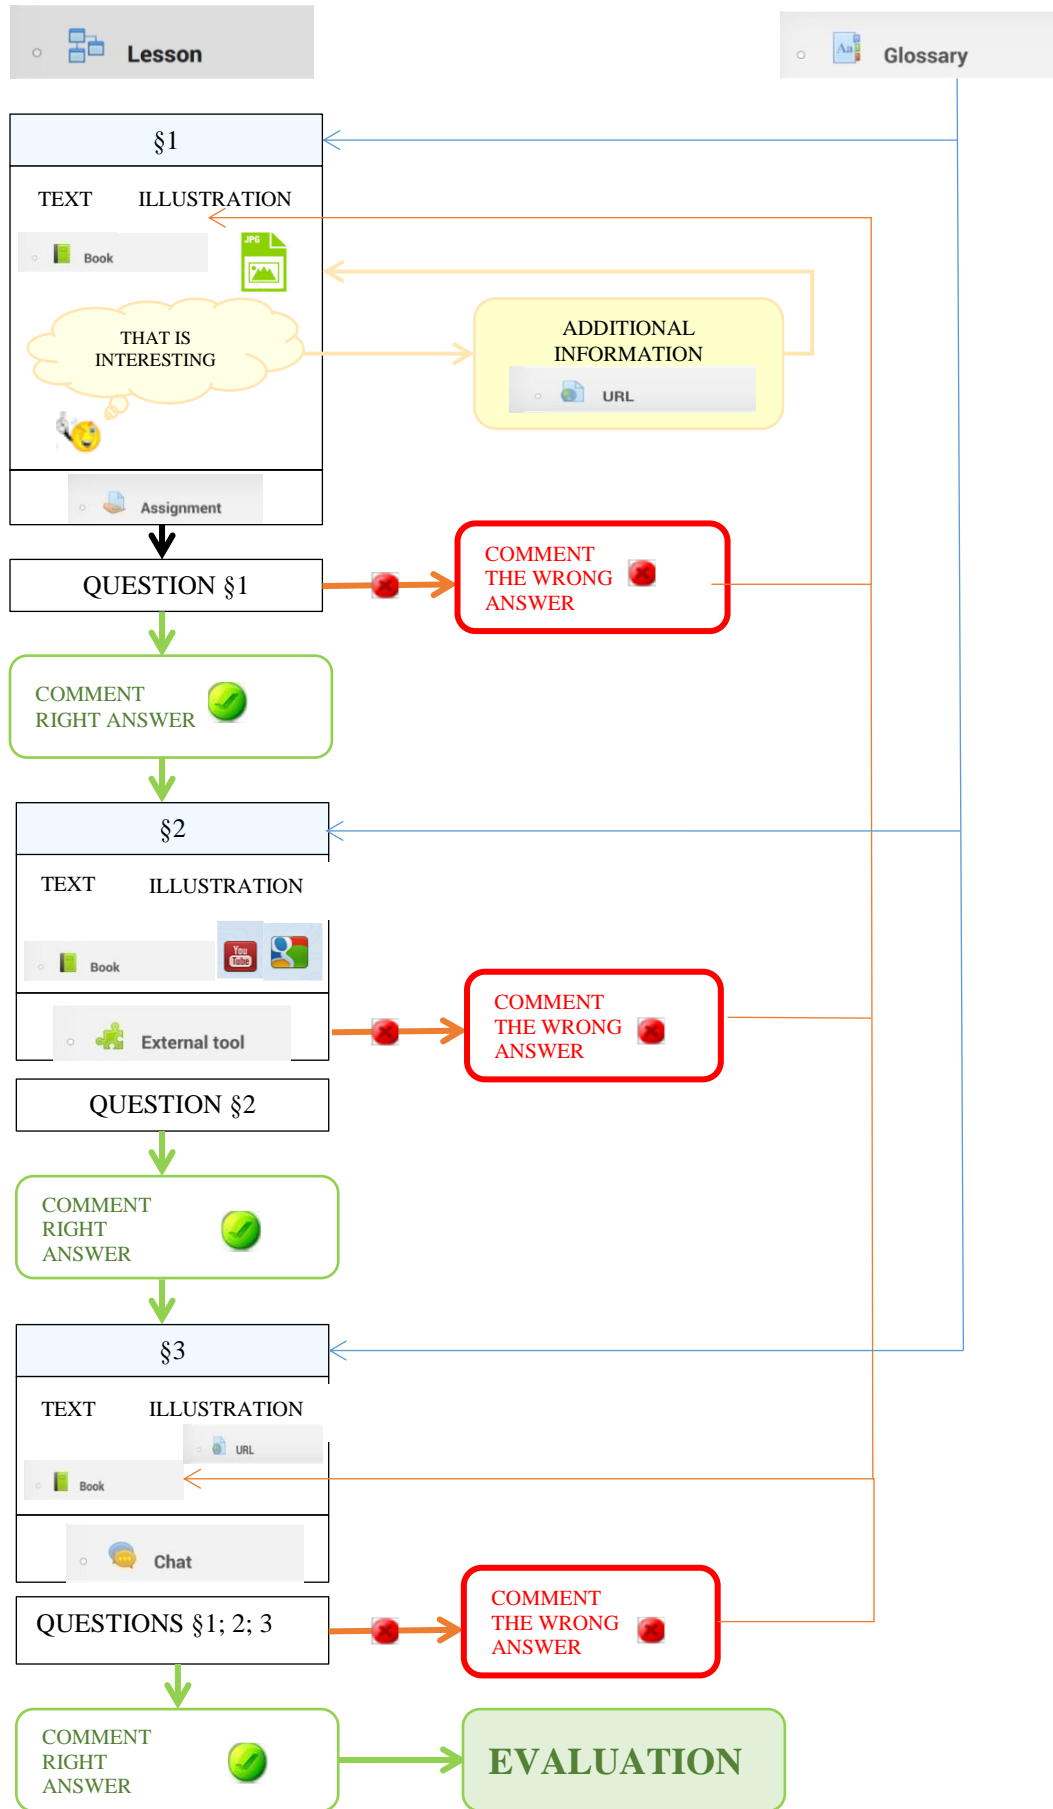 Lesson
Glossary
§1
TEXT ILLUSTRATION
JPG
Book
THAT IS
INTERESTING
ADDITIONAL
INFORMATION
URL
Assignment
QUESTION §1
COMMENT
THE WRONG
ANSWER
COMMENT
RIGHT ANSWER
§2
TEXT ILLUSTRATION
You
Tube
Book
External tool
COMMENT
THE WRONG
ANSWER
QUESTION §2
COMMENT
RIGHT
ANSWER
§3
TEXT ILLUSTRATION
URL
Book
Chat
QUESTIONS §1; 2; 3
COMMENT
THE WRONG
ANSWER
COMMENT
RIGHT
ANSWER
EVALUATION